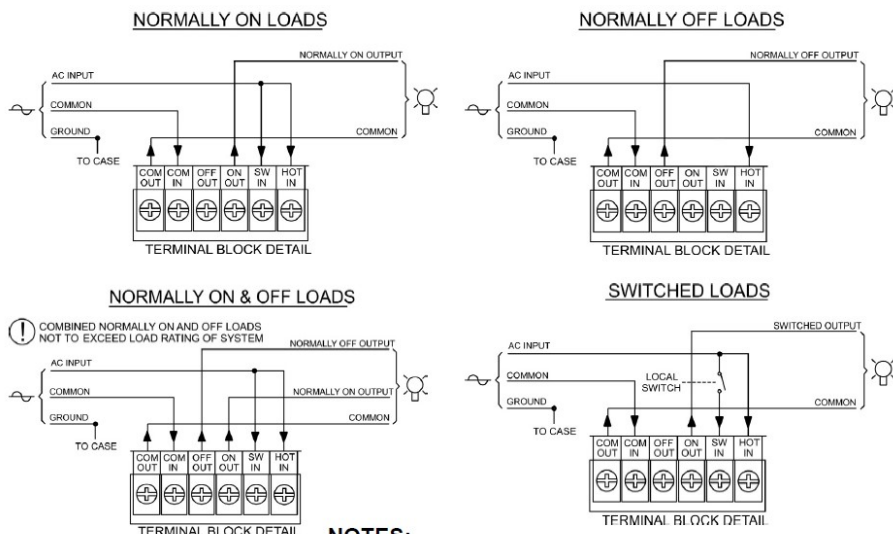 NORMALLY ON LOADS
NORMALLY ON OUTPUT
AC INPUT
COMMON
GROUND
COMMON
TO CASE
COM OUT
COM IN
OFF OUT
ON OUT
SW IN
HOT IN
TERMINAL BLOCK DETAIL
NORMALLY OFF LOADS
NORMALLY OFF OUTPUT
AC INPUT
COMMON
GROUND
COMMON
TO CASE
COM OUT
COM IN
OFF OUT
ON OUT
SW IN
HOT IN
TERMINAL BLOCK DETAIL
NORMALLY ON & OFF LOADS
! COMBINED NORMALLY ON AND OFF LOADS
NOT TO EXCEED LOAD RATING OF SYSTEM
NORMALLY OFF OUTPUT
AC INPUT
COMMON
NORMALLY ON OUTPUT
GROUND
COMMON
TO CASE
COM OUT
COM IN
OFF OUT
ON OUT
SW IN
HOT IN
TERMINAL BLOCK DETAIL
SWITCHED LOADS
SWITCHED OUTPUT
AC INPUT
COMMON
LOCAL
SWITCH
GROUND
COMMON
TO CASE
COM OUT
COM IN
OFF OUT
ON OUT
SW IN
HOT IN
TERMINAL BLOCK DETAIL
NOTES: